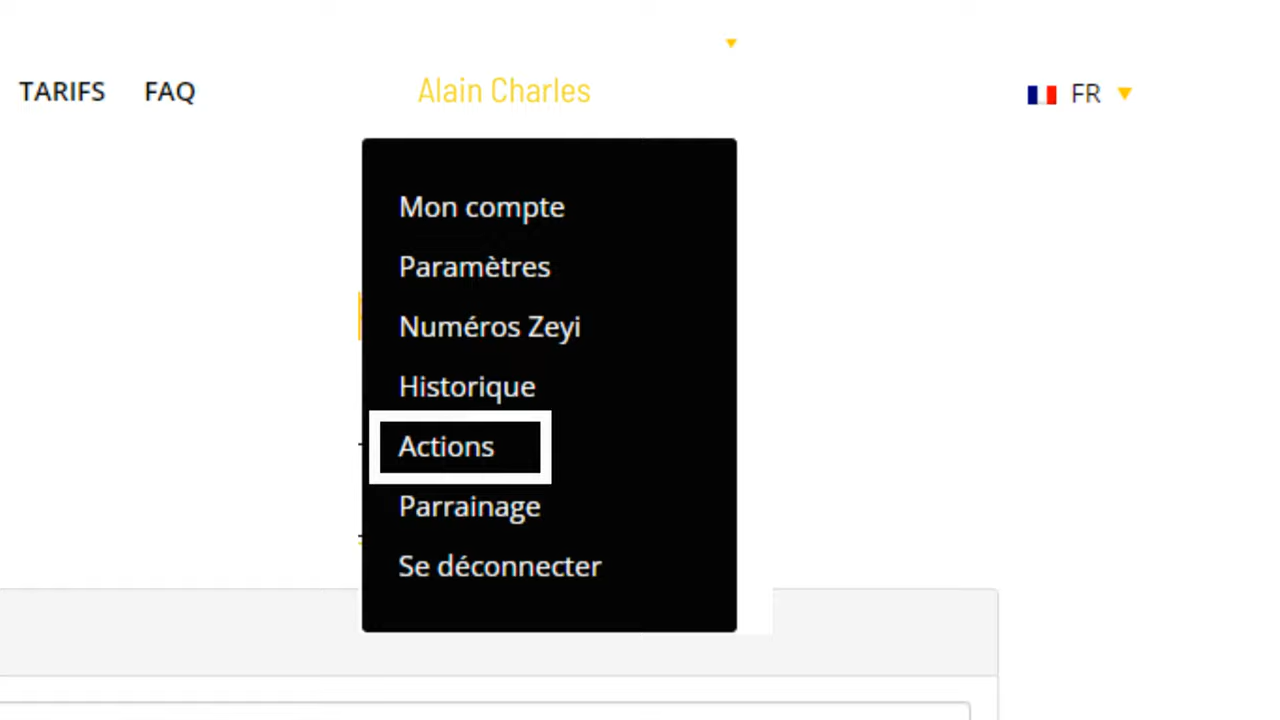 TARIFS FAQ Alain Charles FR
Mon compte
Paramètres
Numéros Zeyi
Historique
Actions
Parrainage
Se déconnecter